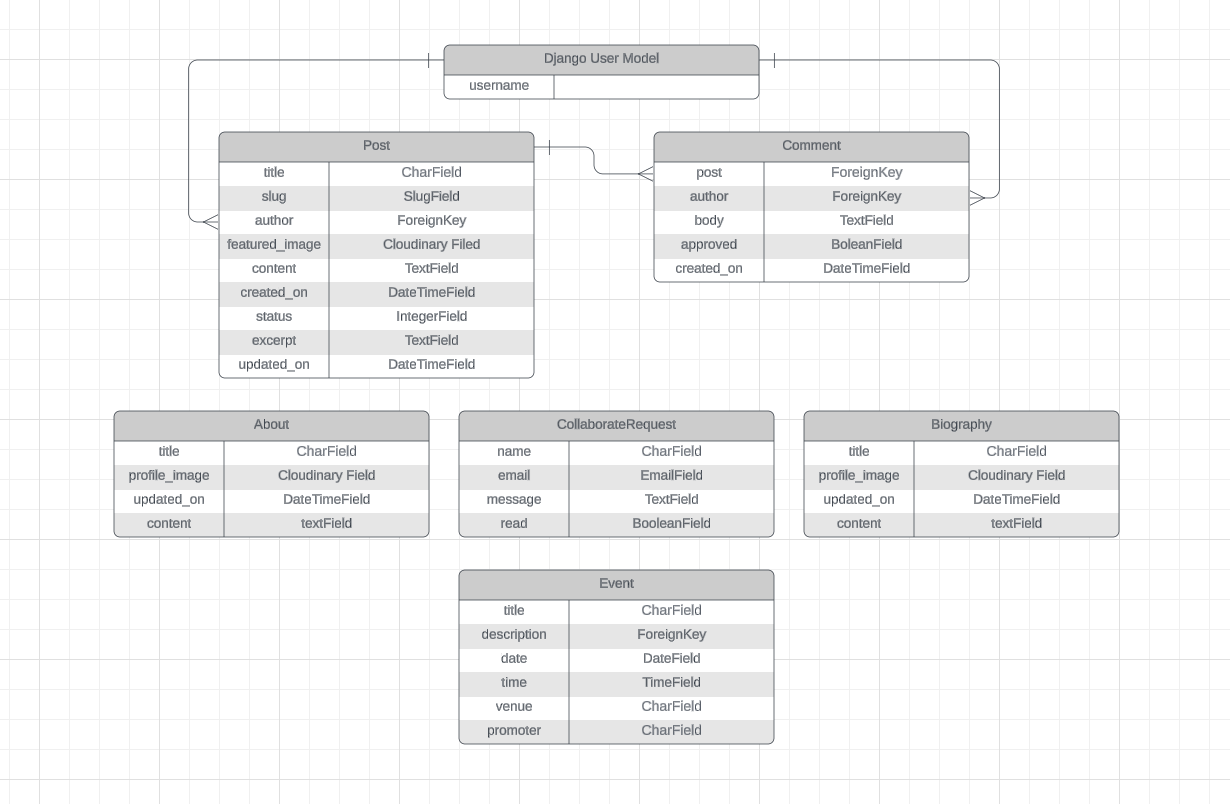 Django User Model
username
Post
title CharField
slug SlugField
author ForeignKey
featured_image Cloudinary Filed
content TextField
created_on DateTimeField
status IntegerField
excerpt TextField
updated_on DateTimeField
Comment
post ForeignKey
author ForeignKey
body TextField
approved BoleanField
created_on DateTimeField
About
title CharField
profile_image Cloudinary Field
updated_on DateTimeField
content textField
CollaborateRequest
name CharField
email EmailField
message TextField
read BooleanField
Biography
title CharField
profile_image Cloudinary Field
updated_on DateTimeField
content textField
Event
title CharField
description ForeignKey
date DateField
time TimeField
venue CharField
promoter CharField